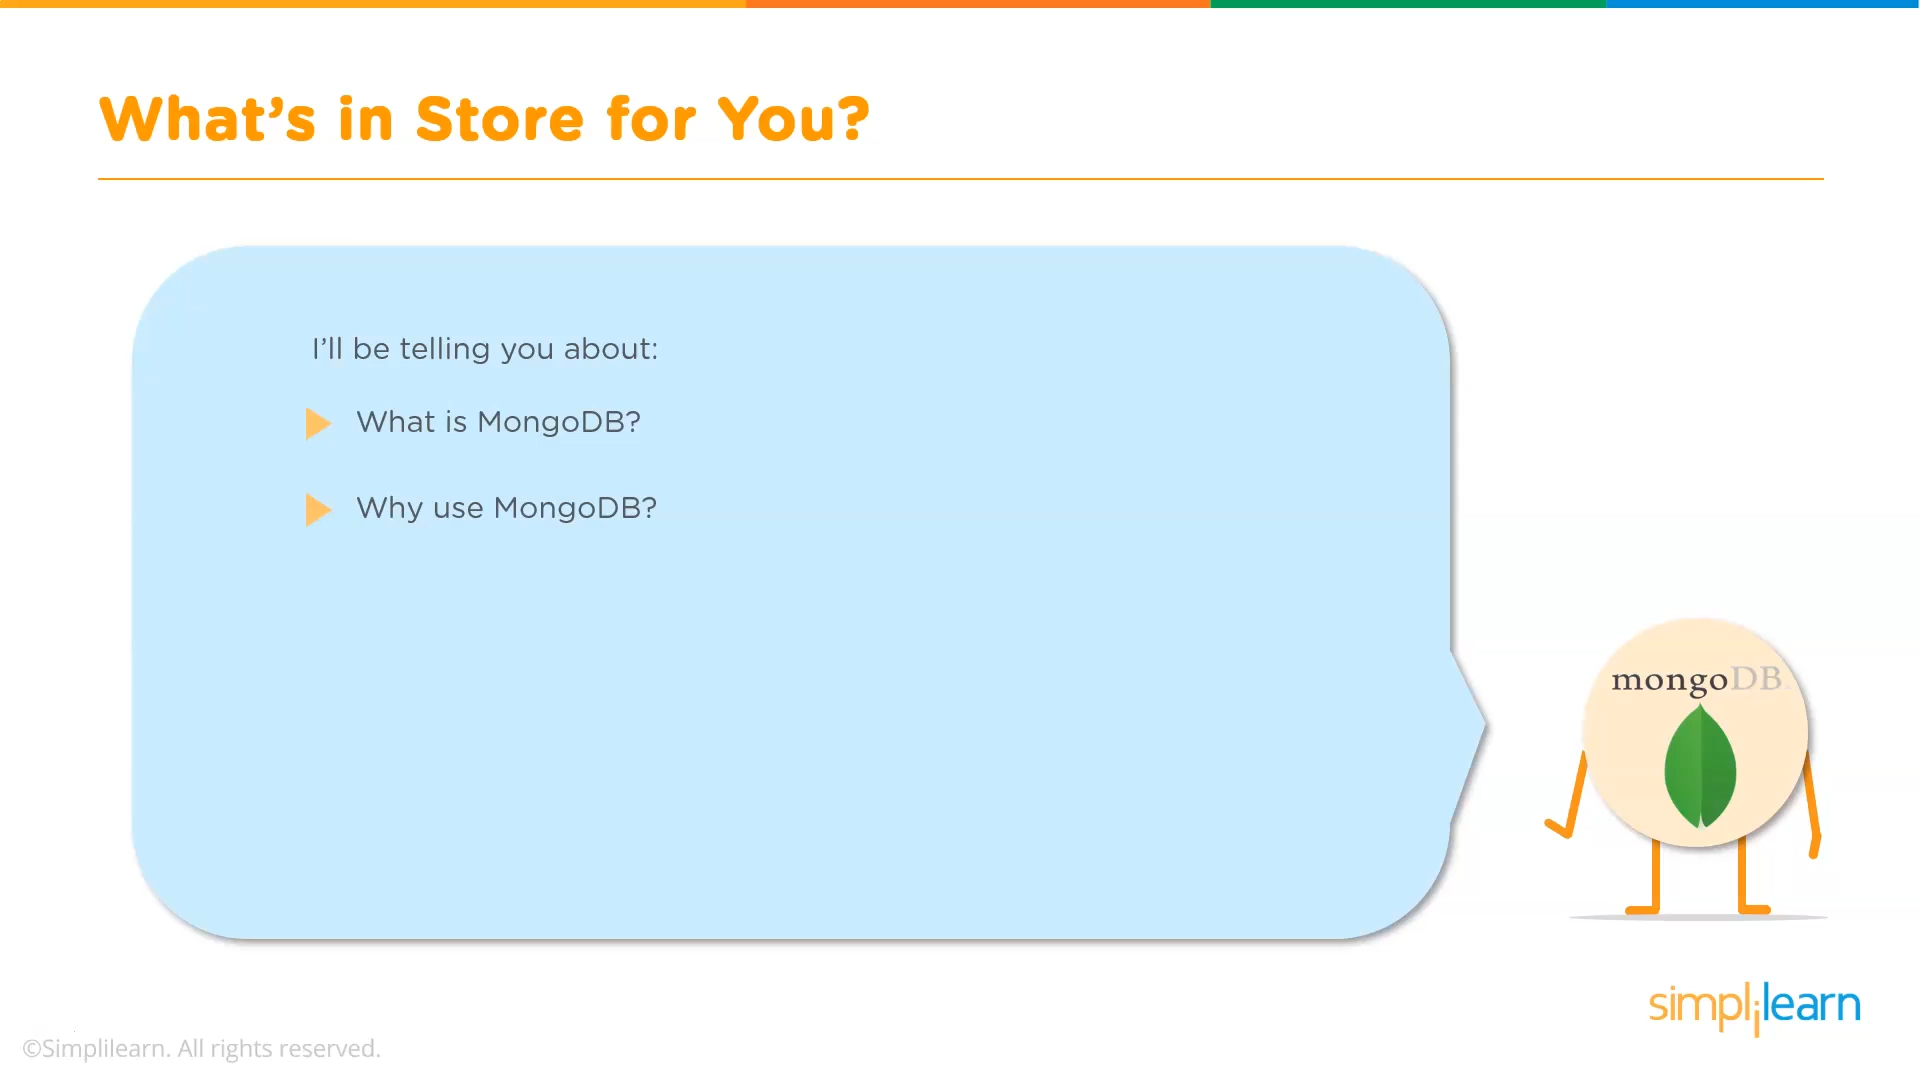 What’s in Store for You?
I’ll be telling you about:
What is MongoDB?
Why use MongoDB?
mongoDB.
simplilearn
©Simplilearn. All rights reserved.